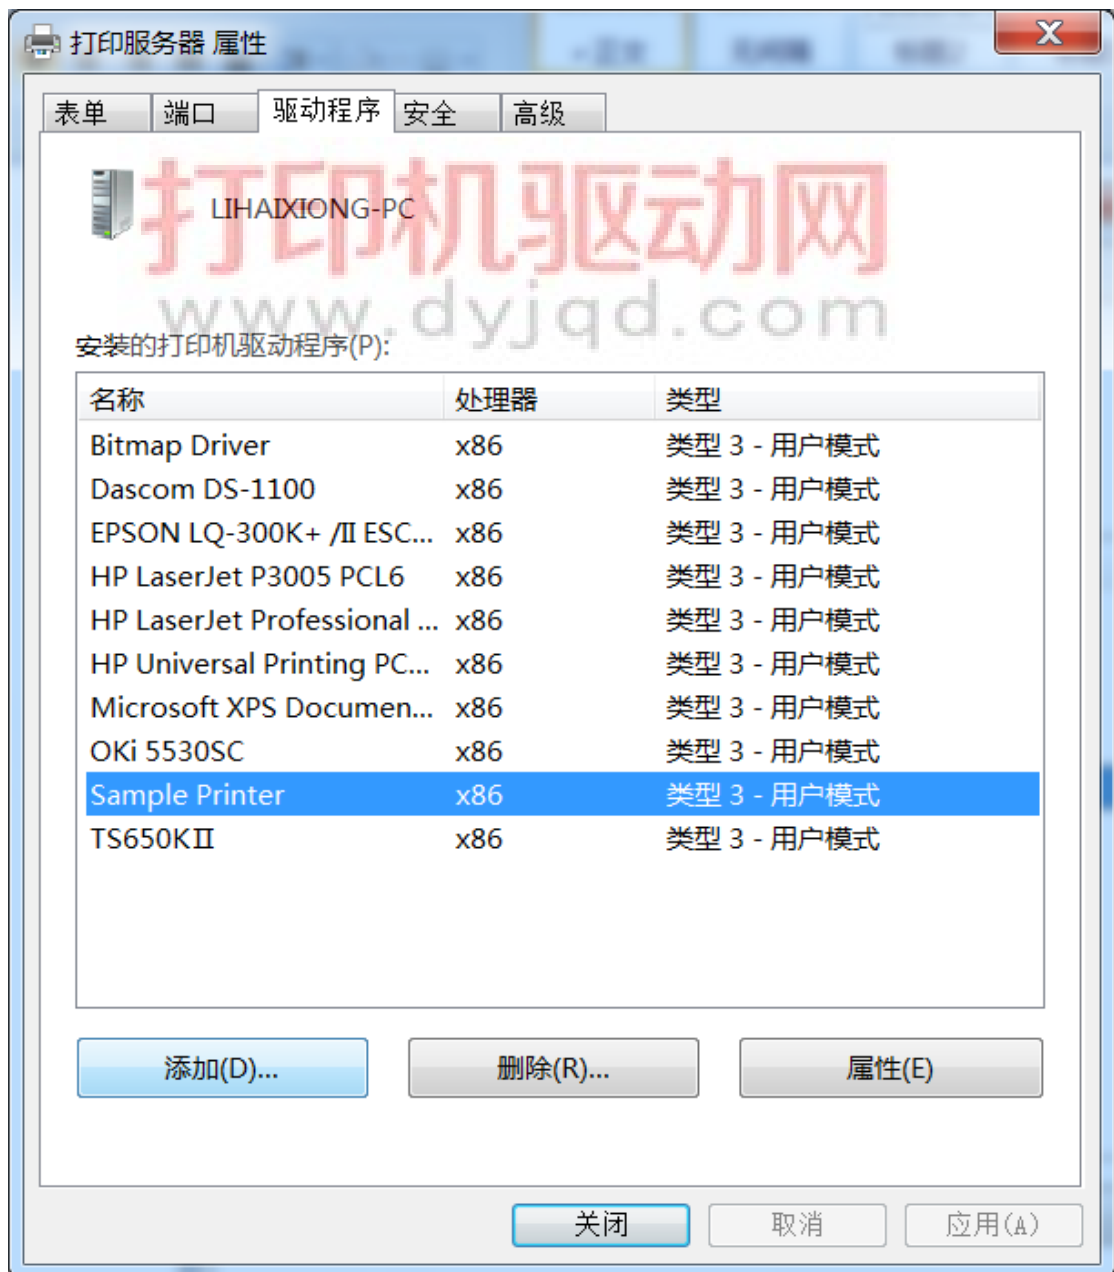 打印服务器 属性
表单 端口 驱动程序 安全 高级
打印机驱动网
LIHAIXIONG-PC
www.dyjqd.com
安装的打印机驱动程序(P):
名称 处理器 类型
Bitmap Driver x86 类型 3 - 用户模式
Dascom DS-1100 x86 类型 3 - 用户模式
EPSON LQ-300K+ /II ESC... x86 类型 3 - 用户模式
HP LaserJet P3005 PCL6 x86 类型 3 - 用户模式
HP LaserJet Professional ... x86 类型 3 - 用户模式
HP Universal Printing PC... x86 类型 3 - 用户模式
Microsoft XPS Documen... x86 类型 3 - 用户模式
OKi 5530SC x86 类型 3 - 用户模式
Sample Printer x86 类型 3 - 用户模式
TS650KⅡ x86 类型 3 - 用户模式
添加(D)... 删除(R)... 属性(E)
关闭 取消 应用(A)